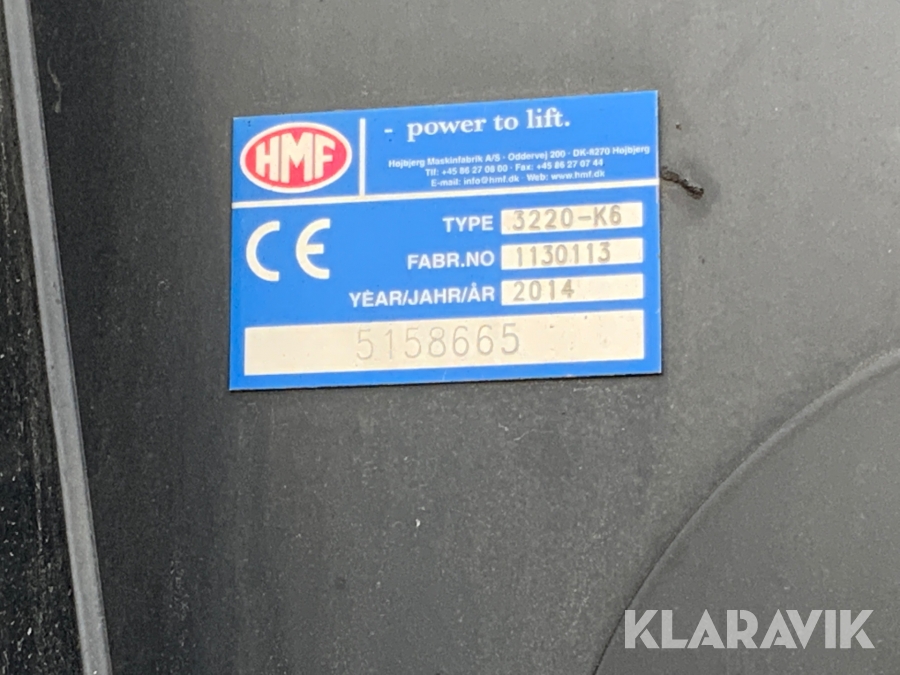 HMF
- power to lift.
Højbjerg Maskinfabrik A/S · Oddervej 200 · DK-8270 Højbjerg
Tlf: +45 86 27 08 00 · Fax: +45 86 27 07 44
E-mail: info@hmf.dk · Web: www.hmf.dk
CE
TYPE 3220-K6
FABR.NO 1130113
YEAR/JAHR/ÅR 2014
5158665
KLARAVIK